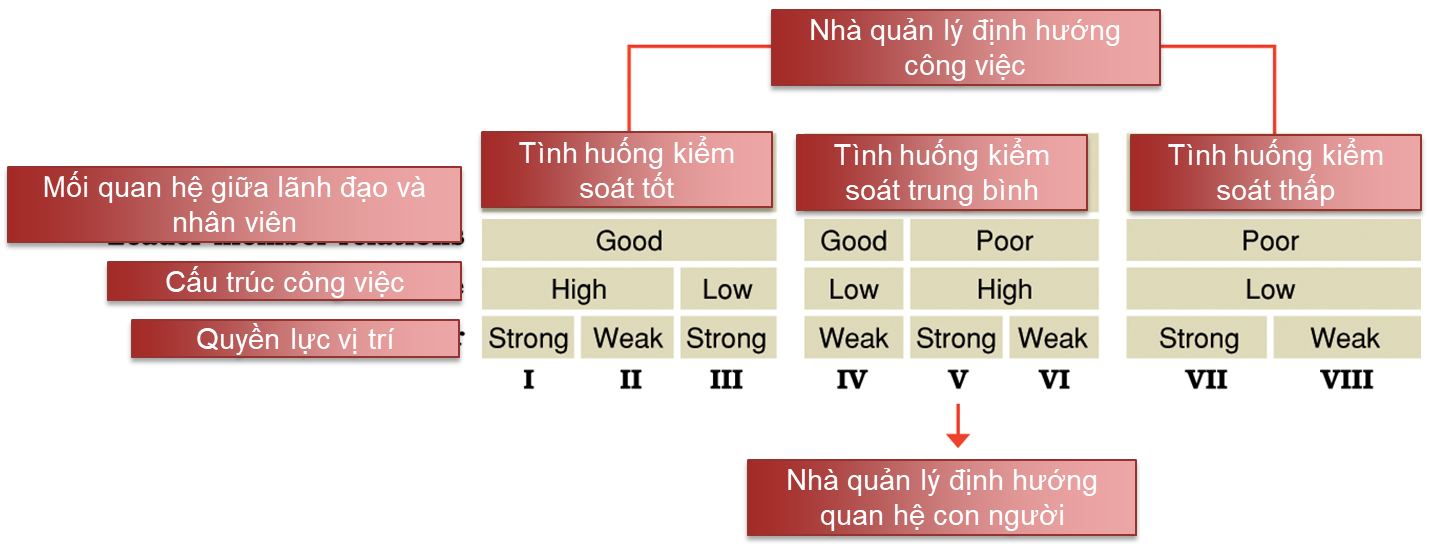 Nhà quản lý định hướng
công việc
Tình huống kiểm
soát tốt
Tình huống kiểm
soát trung bình
Tình huống kiểm
soát thấp
Mối quan hệ giữa lãnh đạo và
nhân viên
Good Good Poor Poor
Cấu trúc công việc
High Low Low High Low
Quyền lực vị trí
Strong Weak Strong Weak Strong Weak Strong Weak
I II III IV V VI VII VIII
Nhà quản lý định hướng
quan hệ con người